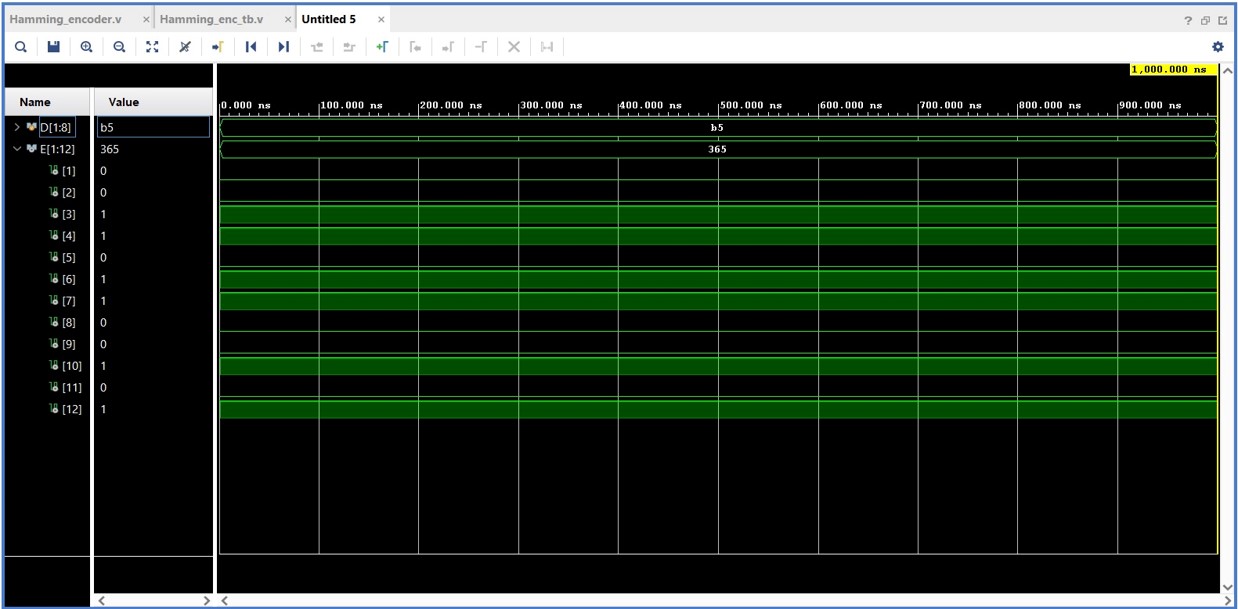 Hamming_encoder.v × Hamming_enc_tb.v × Untitled 5 ×
1,000.000 ns
Name Value
0.000 ns 100.000 ns 200.000 ns 300.000 ns 400.000 ns 500.000 ns 600.000 ns 700.000 ns 800.000 ns 900.000 ns
D[1:8] b5 b5
E[1:12] 365 365
[1] 0
[2] 0
[3] 1
[4] 1
[5] 0
[6] 1
[7] 1
[8] 0
[9] 0
[10] 1
[11] 0
[12] 1